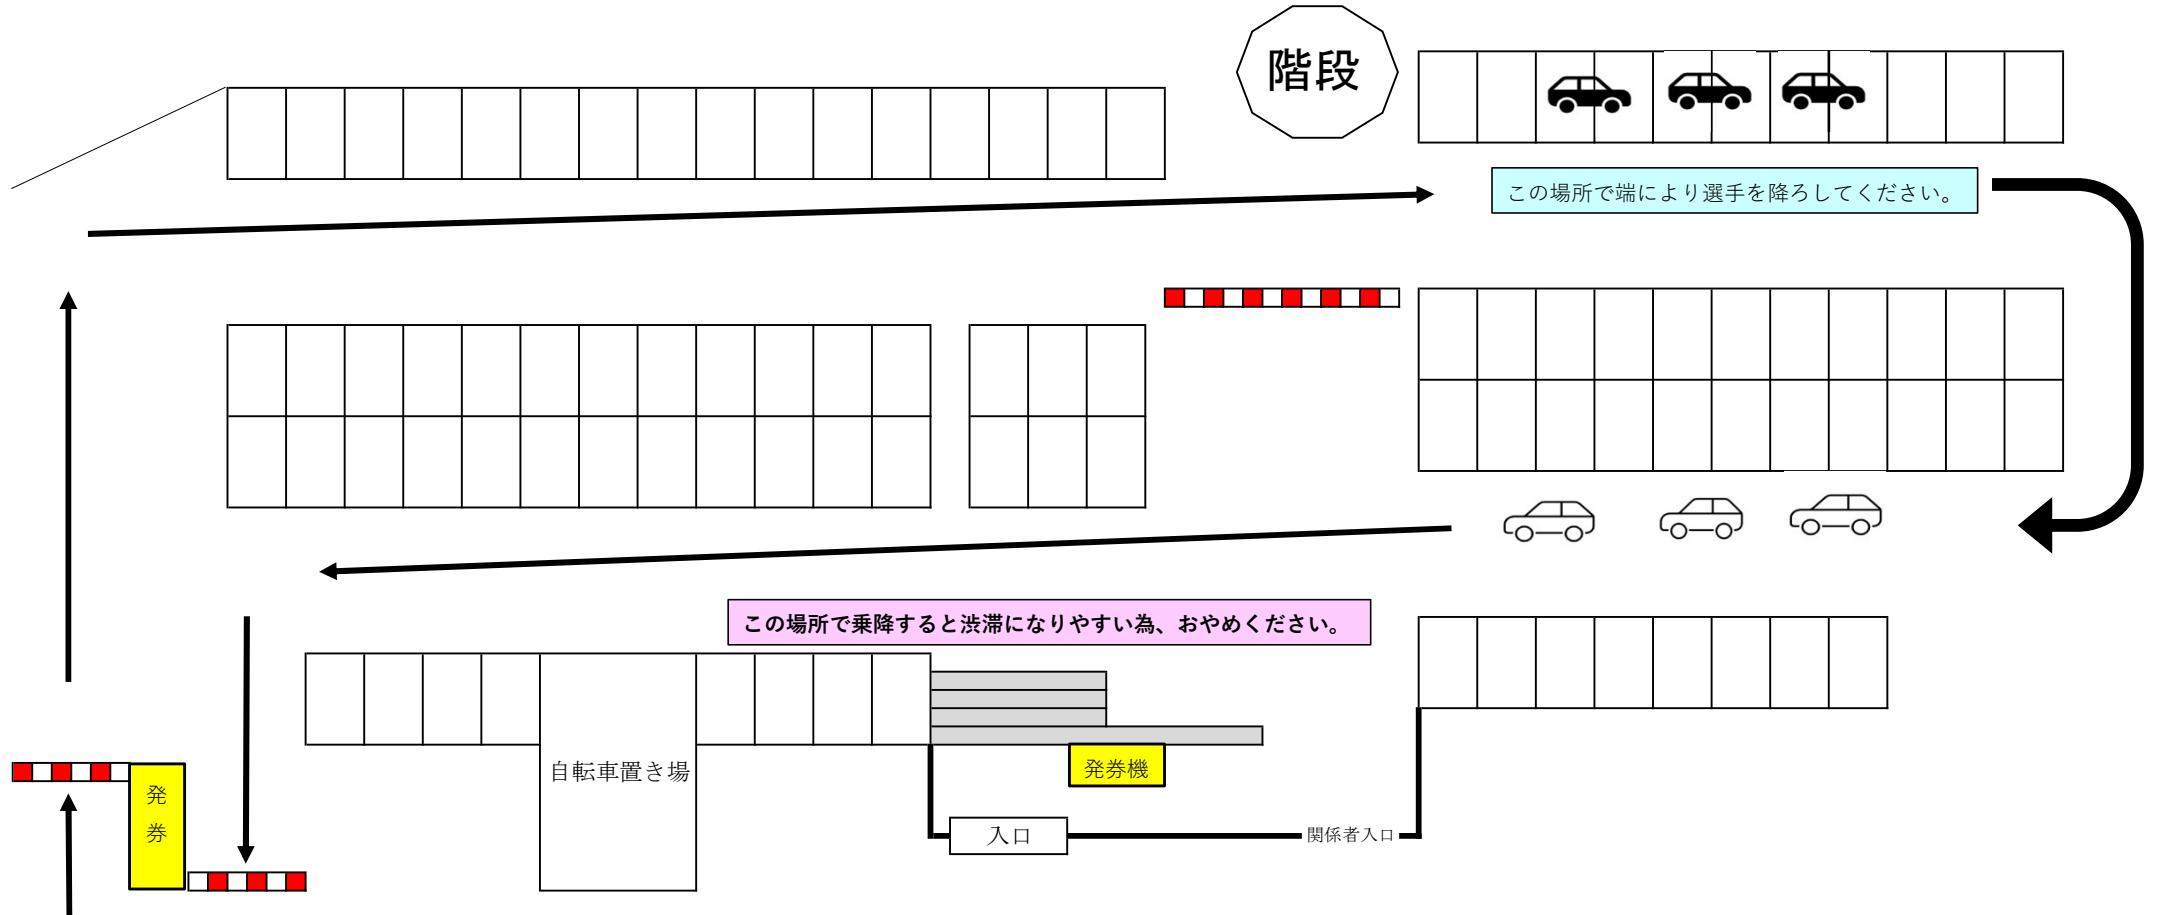 階段
この場所で端により選手を降ろしてください。
この場所で乗降すると渋滞になりやすい為、おやめください。
自転車置き場
発券機
発
券
入口
関係者入口